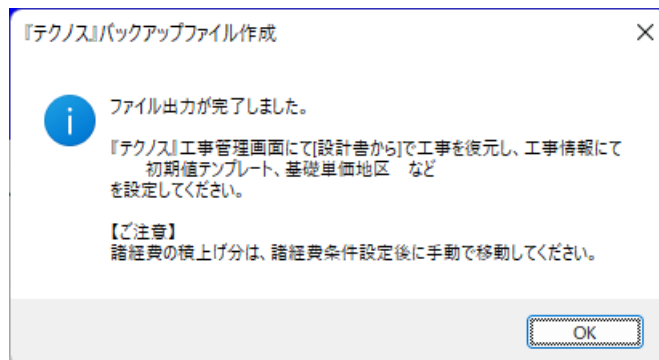 『テクノス』バックアップファイル作成
ファイル出力が完了しました。
『テクノス』工事管理画面にて[設計書から]で工事を復元し、工事情報にて
初期値テンプレート、基礎単価地区　など
を設定してください。
【ご注意】
諸経費の積上げ分は、諸経費条件設定後に手動で移動してください。
OK